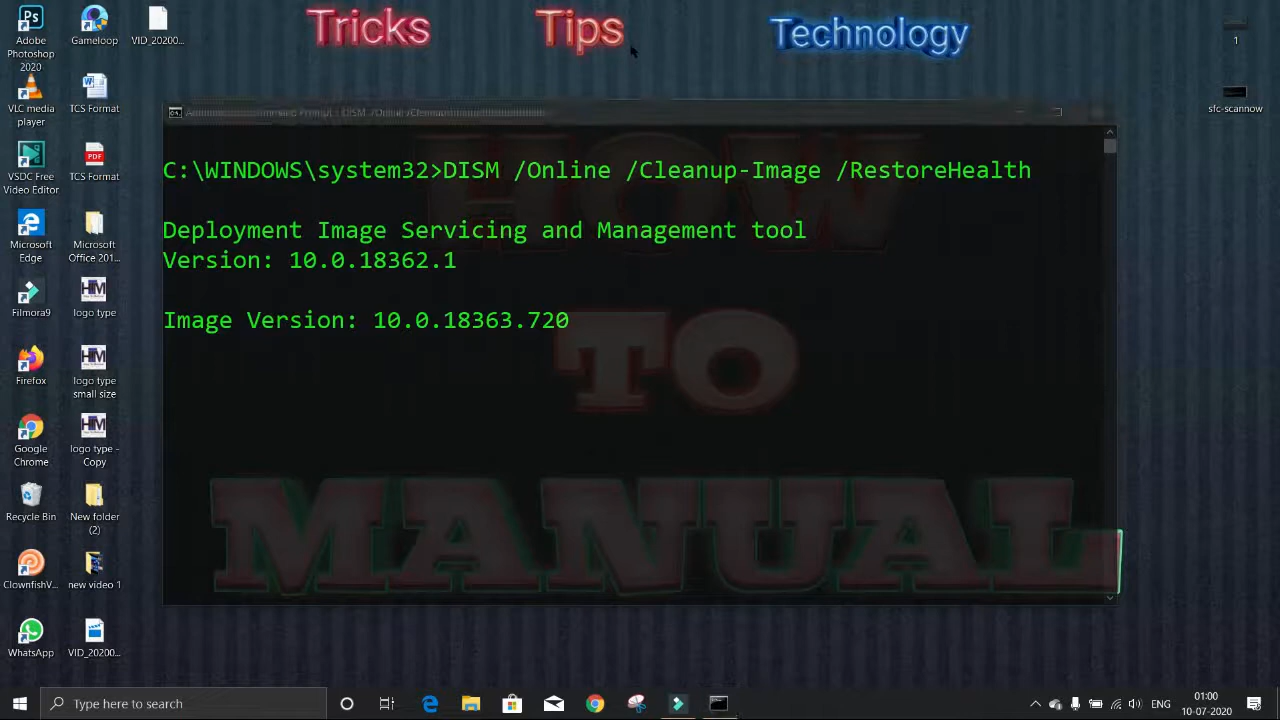 Tricks
Tips
Technology
Adobe
Photoshop
2020
Gameloop
VID_20200...
1
VLC media
player
TCS Format
sfc-scannow
VSDC Free
Video Editor
TCS Format
Microsoft
Edge
Microsoft
Office 201...
Filmora9
logo type
Firefox
logo type
small size
Google
Chrome
logo type -
Copy
Recycle Bin
New folder
(2)
ClownfishV...
new video 1
WhatsApp
VID_20200...
C:\WINDOWS\system32>DISM /Online /Cleanup-Image /RestoreHealth
Deployment Image Servicing and Management tool
Version: 10.0.18362.1
Image Version: 10.0.18363.720
HOW
TO
MANUAL
Type here to search
ENG
01:00
10-07-2020